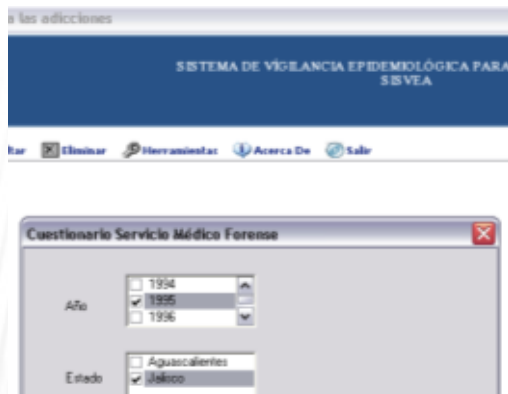 a las adicciones
SISTEMA DE VIGILANCIA EPIDEMIOLÓGICA PARA
SISVEA
tar Eliminar Herramientas Acerca De Salir
Cuestionario Servicio Médico Forense
1994
Año 1995
1996
Aguascalientes
Estado Jalisco